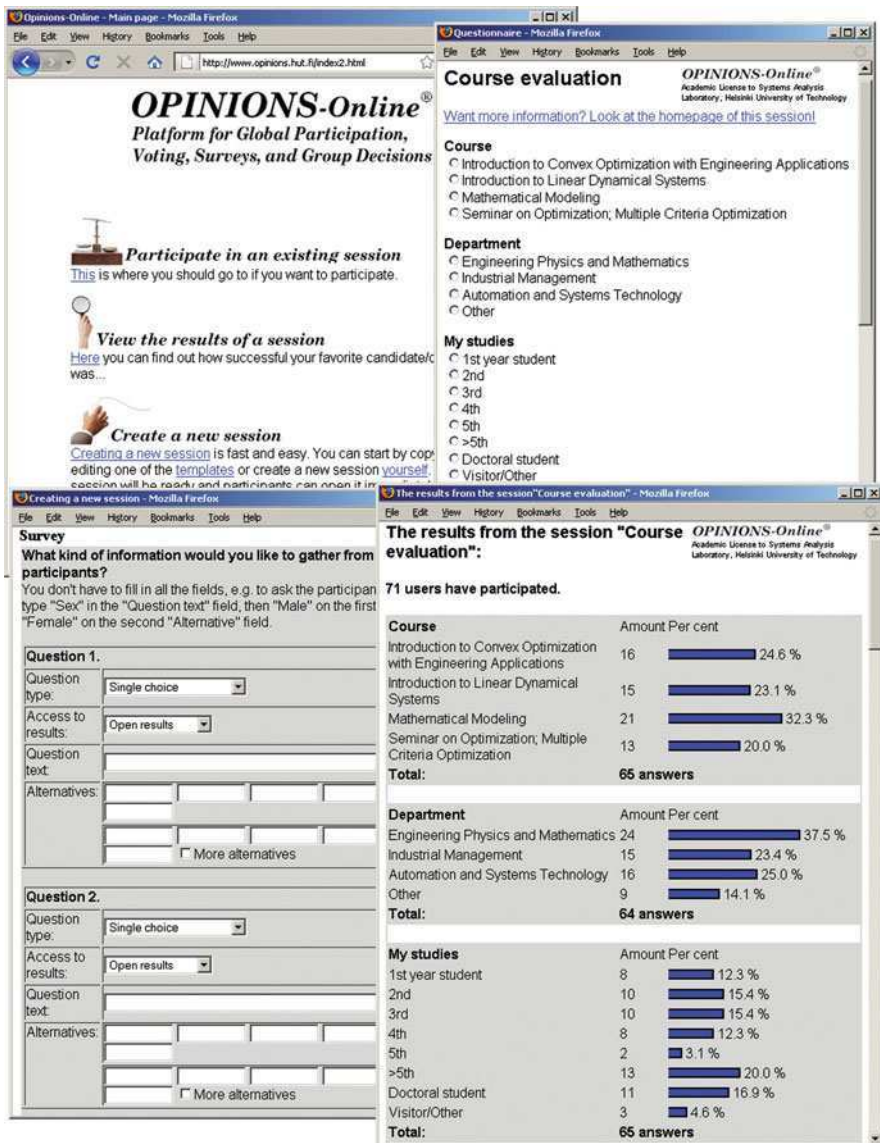 Opinions-Online - Main page - Mozilla Firefox
File Edit View History Bookmarks Tools Help
http://www.opinions.hut.fi/index2.html
OPINIONS-Online®
Platform for Global Participation,
Voting, Surveys, and Group Decisions
Participate in an existing session
This is where you should go if you want to participate.
View the results of a session
Here you can find out how successful your favorite
was...
Create a new session
Creating a new session is fast and easy. You can start by
editing one of the templates or create a new session yourself.
session will be ready and participants can open it
Questionnaire - Mozilla Firefox
File Edit View History Bookmarks Tools Help
Course evaluation
OPINIONS-Online®
Academic License to Systems Analysis
Laboratory, Helsinki University of Technology
Want more information? Look at the homepage of this session!
Course
Introduction to Convex Optimization with Engineering Applications
Introduction to Linear Dynamical Systems
Mathematical Modeling
Seminar on Optimization; Multiple Criteria Optimization
Department
Engineering Physics and Mathematics
Industrial Management
Automation and Systems Technology
Other
My studies
1st year student
2nd
3rd
4th
5th
>5th
Doctoral student
Visitor/Other
Creating a new session - Mozilla Firefox
File Edit View History Bookmarks Tools Help
Survey
What kind of information would you like to gather from
participants?
You don't have to fill in all the fields, e.g. to ask the
type "Sex" in the "Question text" field, then "Male" on the first
"Female" on the second "Alternative" field.
Question 1.
Question type: Single choice
Access to results: Open results
Question text:
Alternatives:
More alternatives
Question 2.
Question type: Single choice
Access to results: Open results
Question text:
Alternatives:
More alternatives
The results from the session"Course evaluation" - Mozilla Firefox
File Edit View History Bookmarks Tools Help
The results from the session "Course
evaluation":
OPINIONS-Online®
Academic License to Systems Analysis
Laboratory, Helsinki University of Technology
71 users have participated.
Course Amount Per cent
Introduction to Convex Optimization
with Engineering Applications 16 24.6 %
Introduction to Linear Dynamical
Systems 15 23.1 %
Mathematical Modeling 21 32.3 %
Seminar on Optimization; Multiple
Criteria Optimization 13 20.0 %
Total: 65 answers
Department Amount Per cent
Engineering Physics and Mathematics 24 37.5 %
Industrial Management 15 23.4 %
Automation and Systems Technology 16 25.0 %
Other 9 14.1 %
Total: 64 answers
My studies Amount Per cent
1st year student 8 12.3 %
2nd 10 15.4 %
3rd 10 15.4 %
4th 8 12.3 %
5th 2 3.1 %
>5th 13 20.0 %
Doctoral student 11 16.9 %
Visitor/Other 3 4.6 %
Total: 65 answers